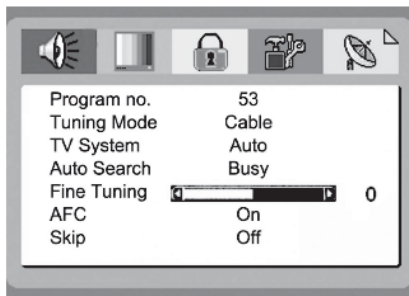 Program no. 53
Tuning Mode Cable
TV System Auto
Auto Search Busy
Fine Tuning 0
AFC On
Skip Off